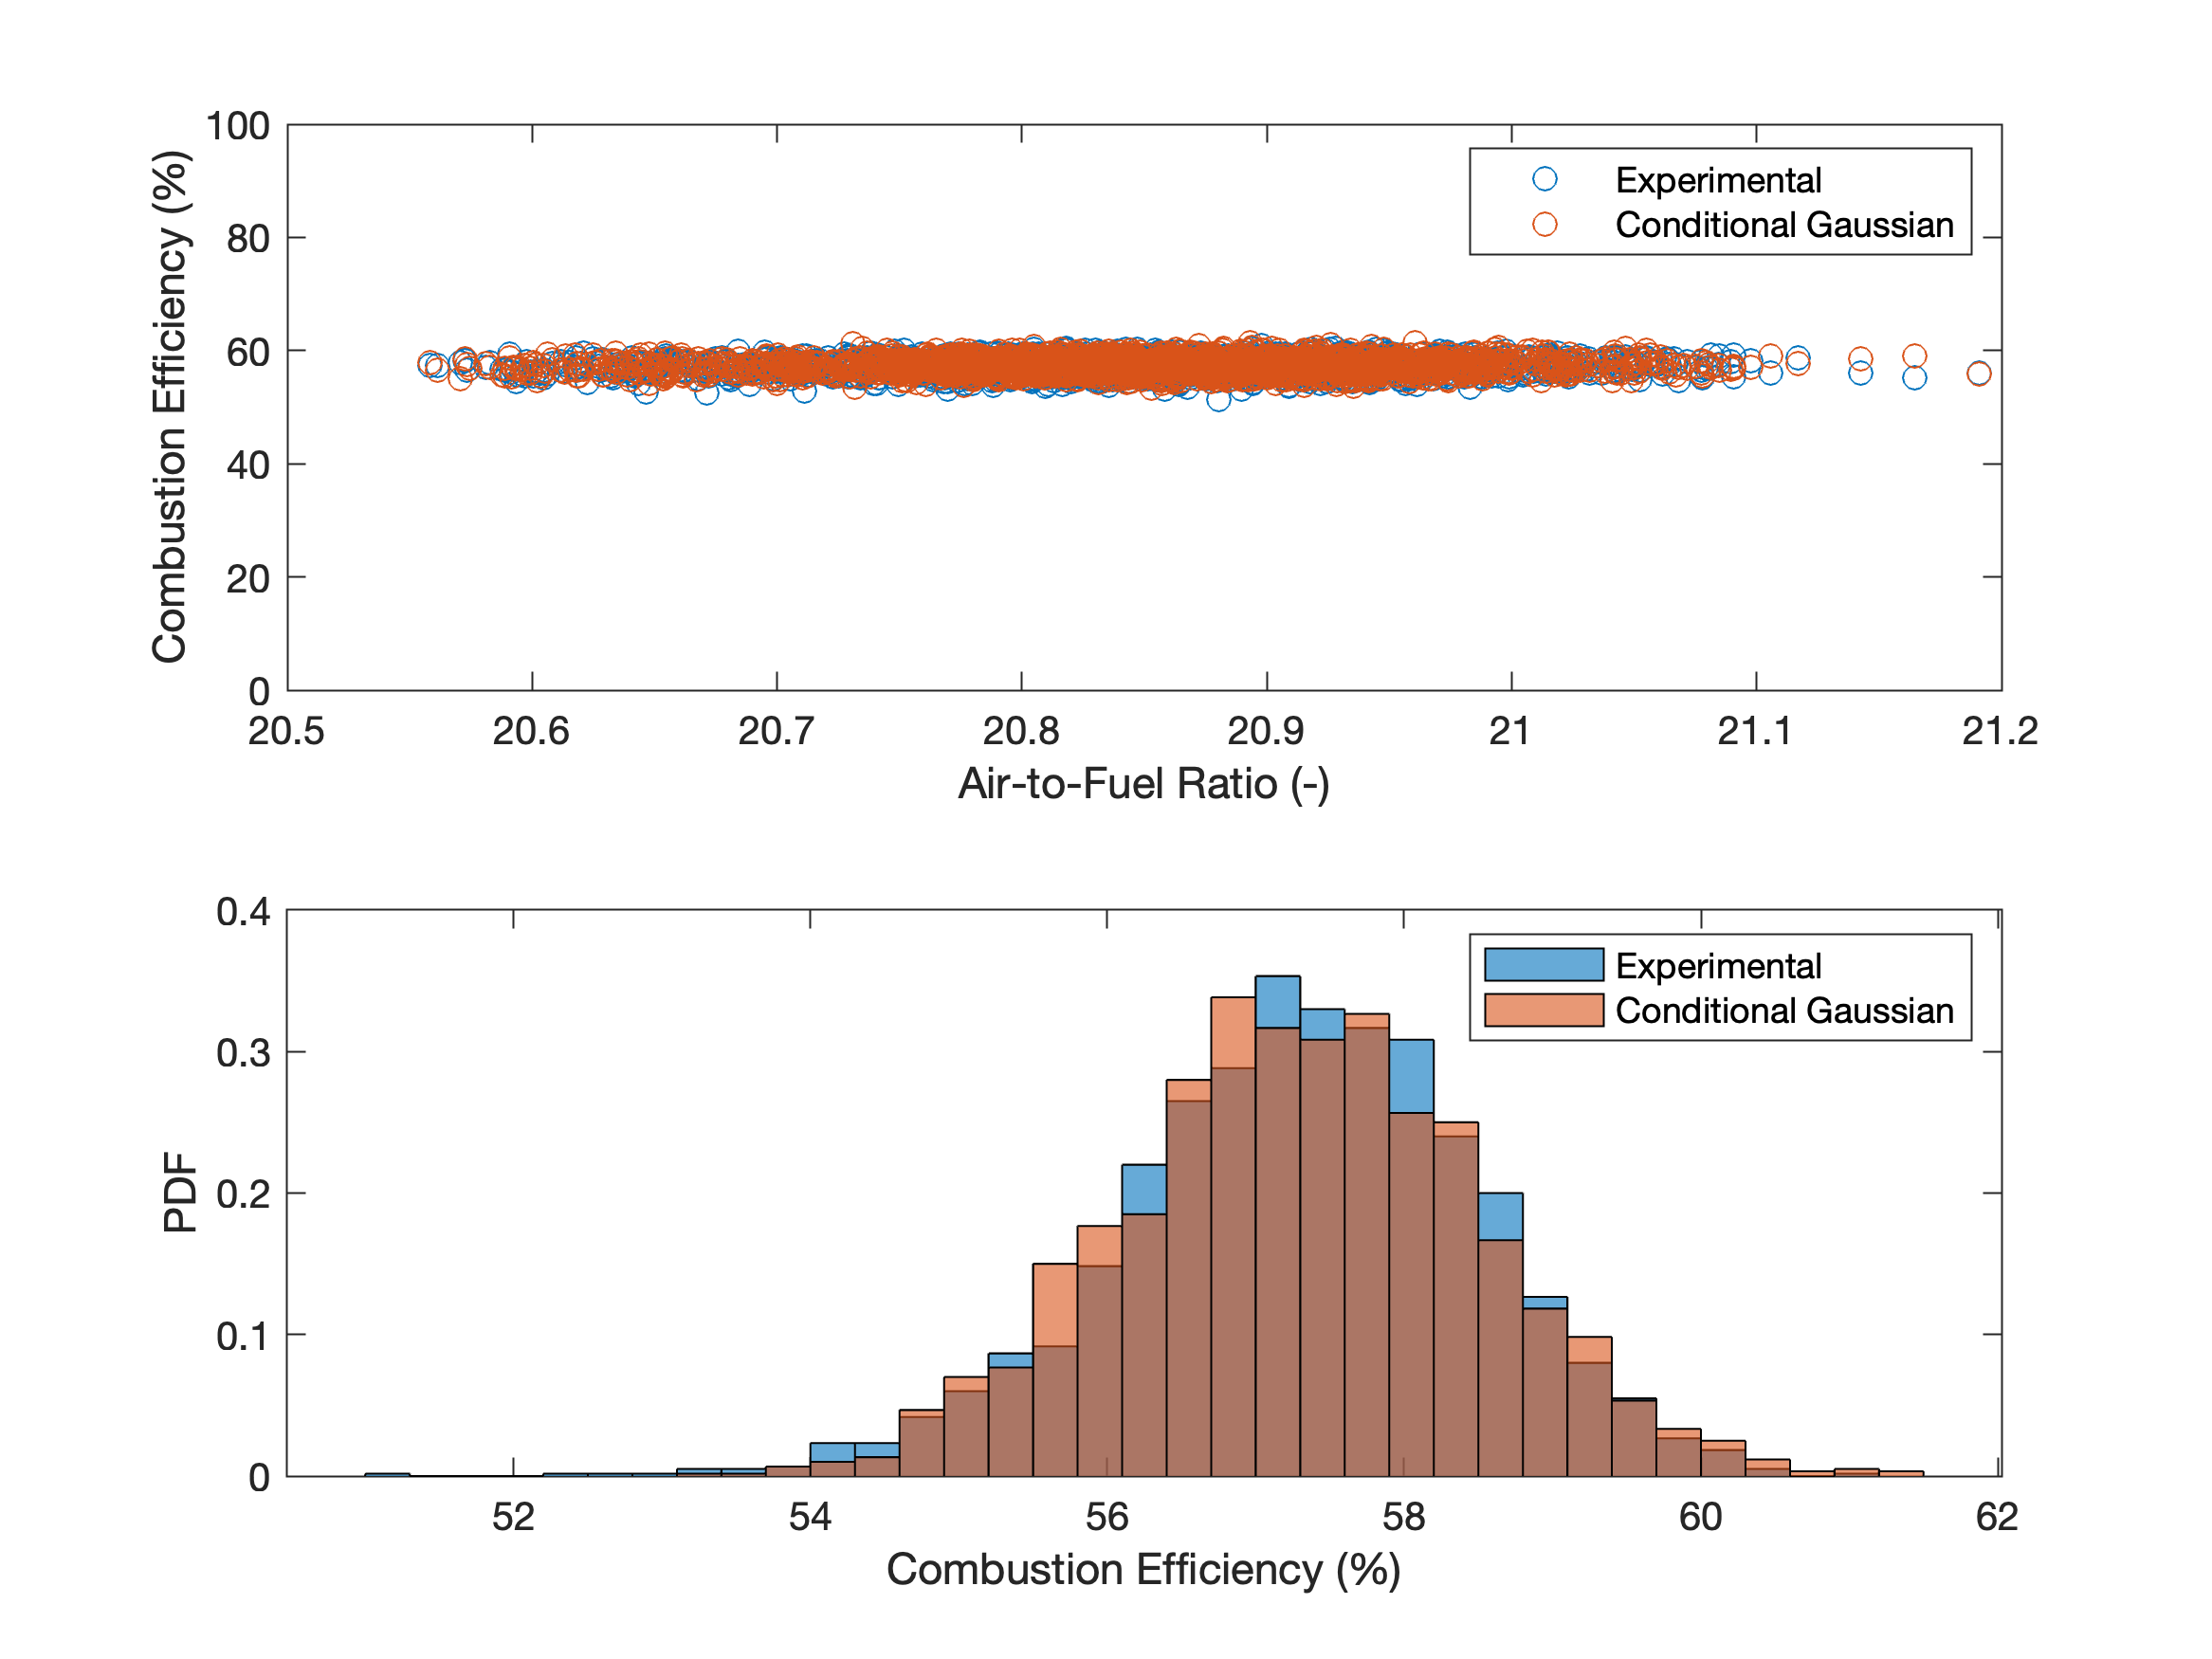 100
80
60
40
20
0
Combustion Efficiency (%)
Experimental
Conditional Gaussian
20.5 20.6 20.7 20.8 20.9 21 21.1 21.2
Air-to-Fuel Ratio (-)
0.4
0.3
0.2
0.1
0
PDF
Experimental
Conditional Gaussian
52 54 56 58 60 62
Combustion Efficiency (%)